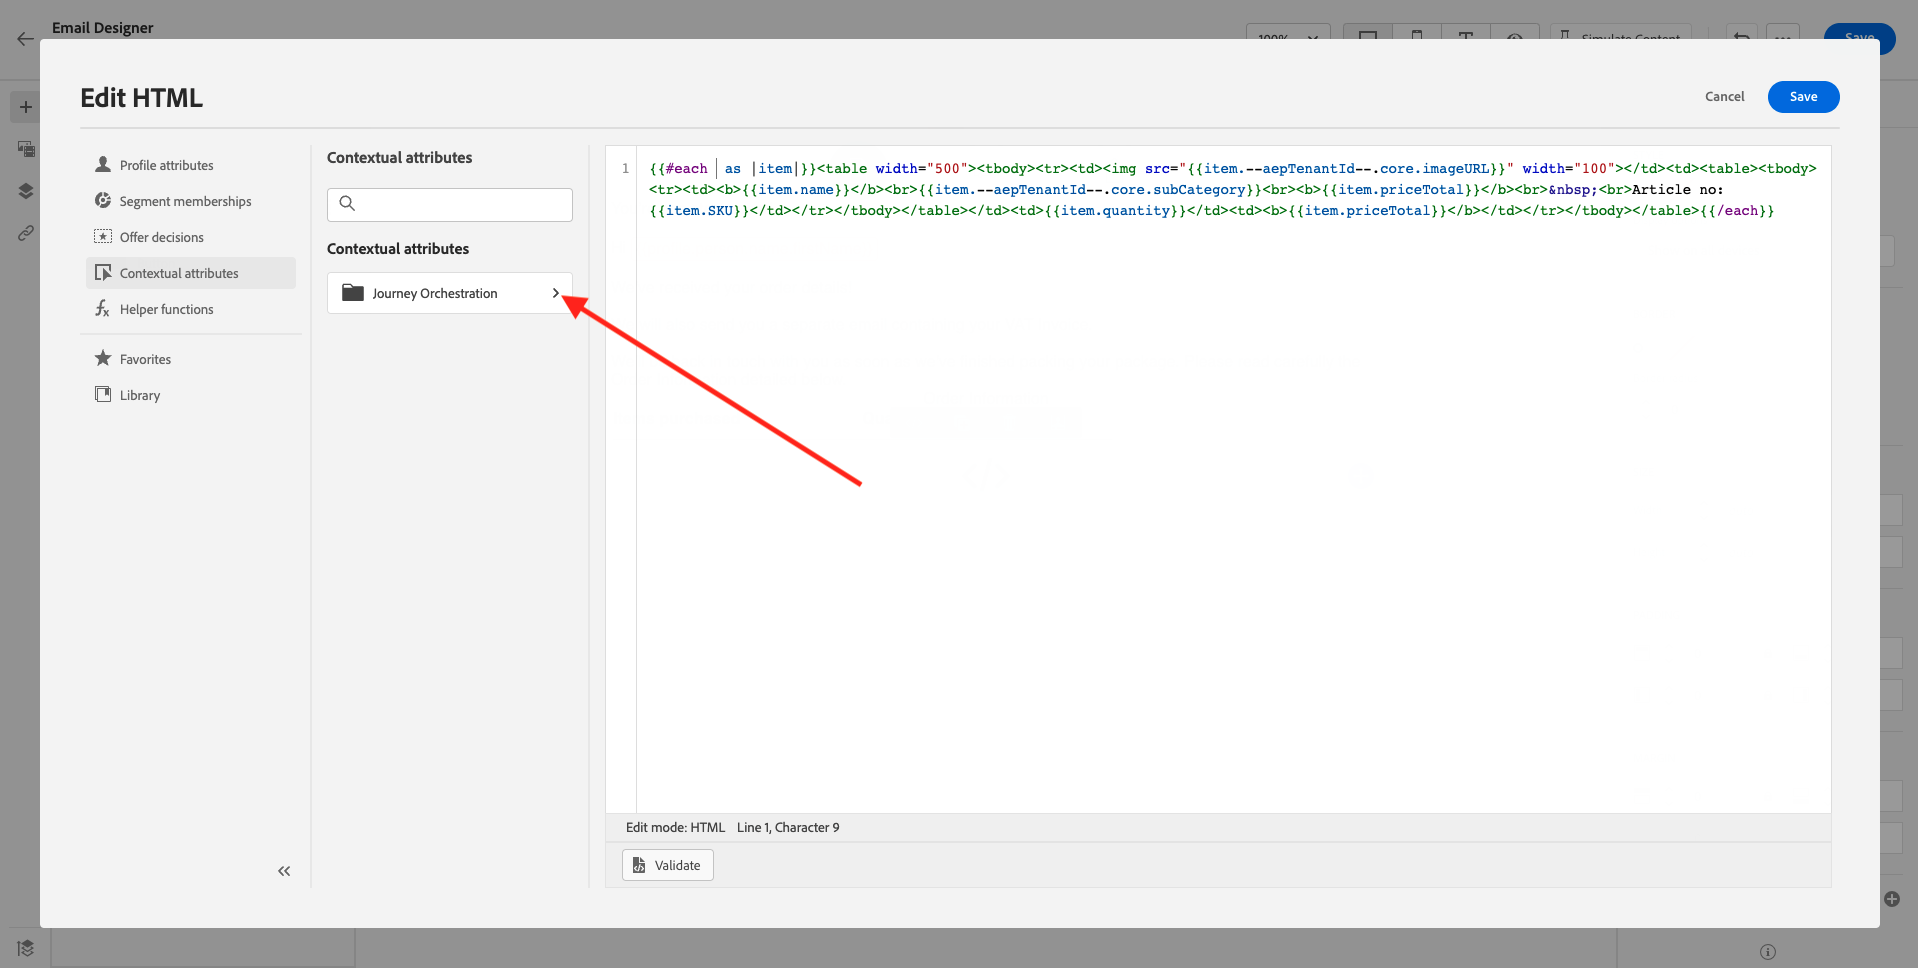 Email Designer
100%
Simulate Content
Save
Edit HTML
Cancel
Save
Profile attributes
Segment memberships
Offer decisions
Contextual attributes
Helper functions
Favorites
Library
Contextual attributes
Contextual attributes
Journey Orchestration
1
{{#each  as |item|}}<table width="500"><tbody><tr><td><img src="{{item.--aepTenantId--.core.imageURL}}" width="100"></td><td><table><tbody>
<tr><td><b>{{item.name}}</b><br>{{item.--aepTenantId--.core.subCategory}}<br><b>{{item.priceTotal}}</b><br>&nbsp;<br>Article no:
{{item.SKU}}</td></tr></tbody></table></td><td>{{item.quantity}}</td><td><b>{{item.priceTotal}}</b></td></tr></tbody></table>{{/each}}
Edit mode: HTML Line 1, Character 9
Validate